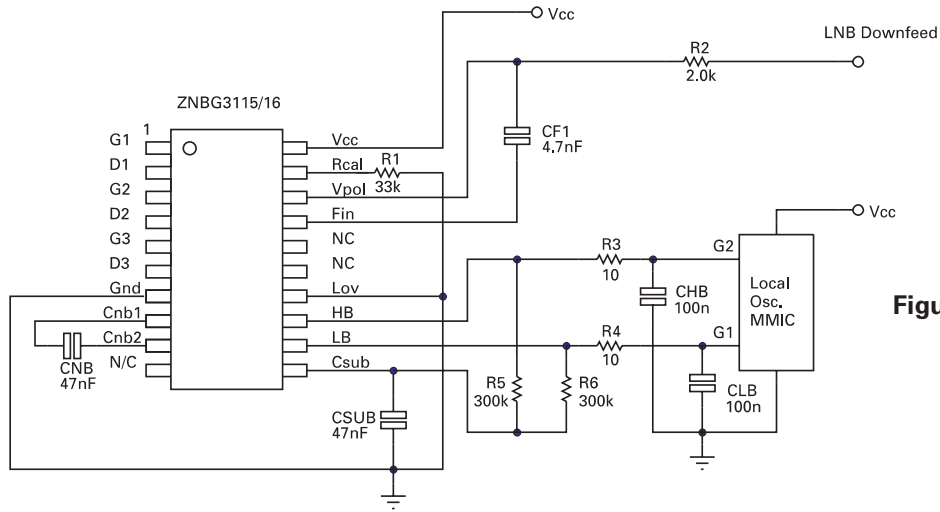 Vcc
LNB Downfeed
R2
2.0k
ZNBG3115/16
CF1
4.7nF
1
G1
D1
G2
D2
G3
D3
Gnd
Cnb1
Cnb2
N/C
Vcc
Rcal
Vpol
Fin
NC
NC
Lov
HB
LB
Csub
R1
33k
CNB
47nF
CSUB
47nF
R3
10
R4
10
R5
300k
R6
300k
CHB
100n
CLB
100n
Vcc
G2
G1
Local
Osc.
MMIC
Figu